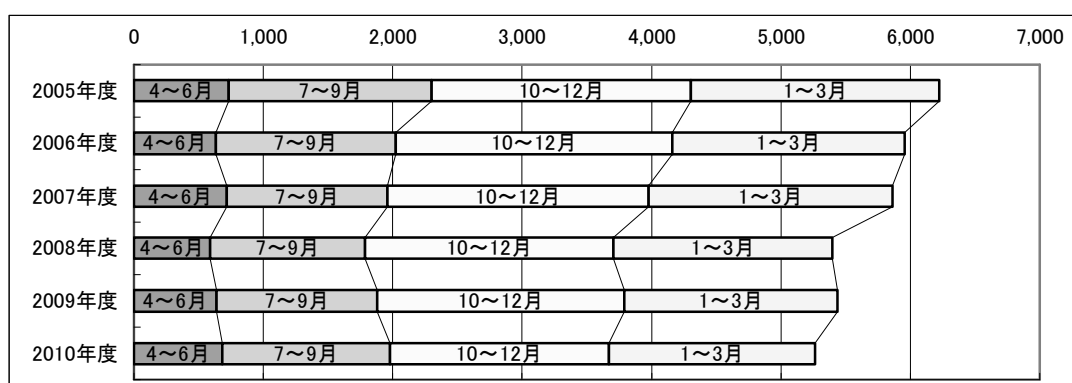 0 1,000 2,000 3,000 4,000 5,000 6,000 7,000
2005年度 4～6月 7～9月 10～12月 1～3月
2006年度 4～6月 7～9月 10～12月 1～3月
2007年度 4～6月 7～9月 10～12月 1～3月
2008年度 4～6月 7～9月 10～12月 1～3月
2009年度 4～6月 7～9月 10～12月 1～3月
2010年度 4～6月 7～9月 10～12月 1～3月